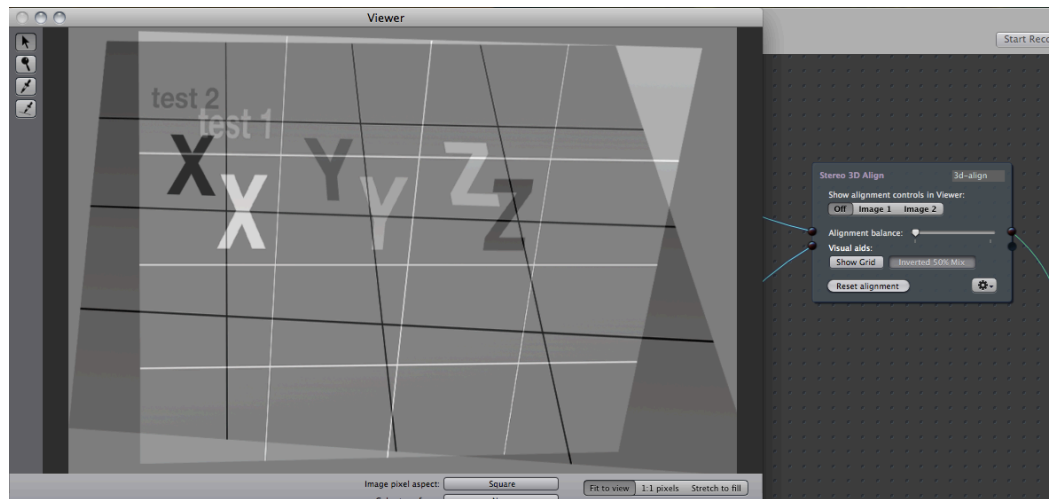 Viewer
Start Reco
test 2
test 1
X Y Z
X Y Z
Stereo 3D Align 3d-align
Show alignment controls in Viewer:
Off Image 1 Image 2
Alignment balance:
Visual aids:
Show Grid Inverted 50% Mix
Reset alignment
Image pixel aspect: Square
Fit to view 1:1 pixels Stretch to fill